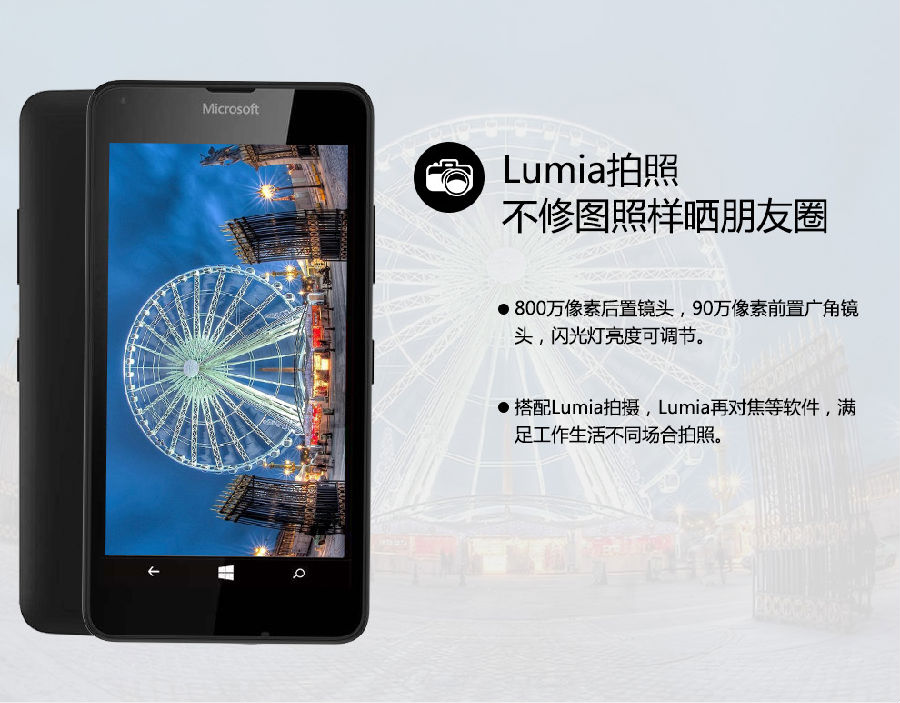 Microsoft
Lumia拍照
不修图照样晒朋友圈
●800万像素后置镜头，90万像素前置广角镜
头，闪光灯亮度可调节。
●搭配Lumia拍摄，Lumia再对焦等软件，满
足工作生活不同场合拍照。